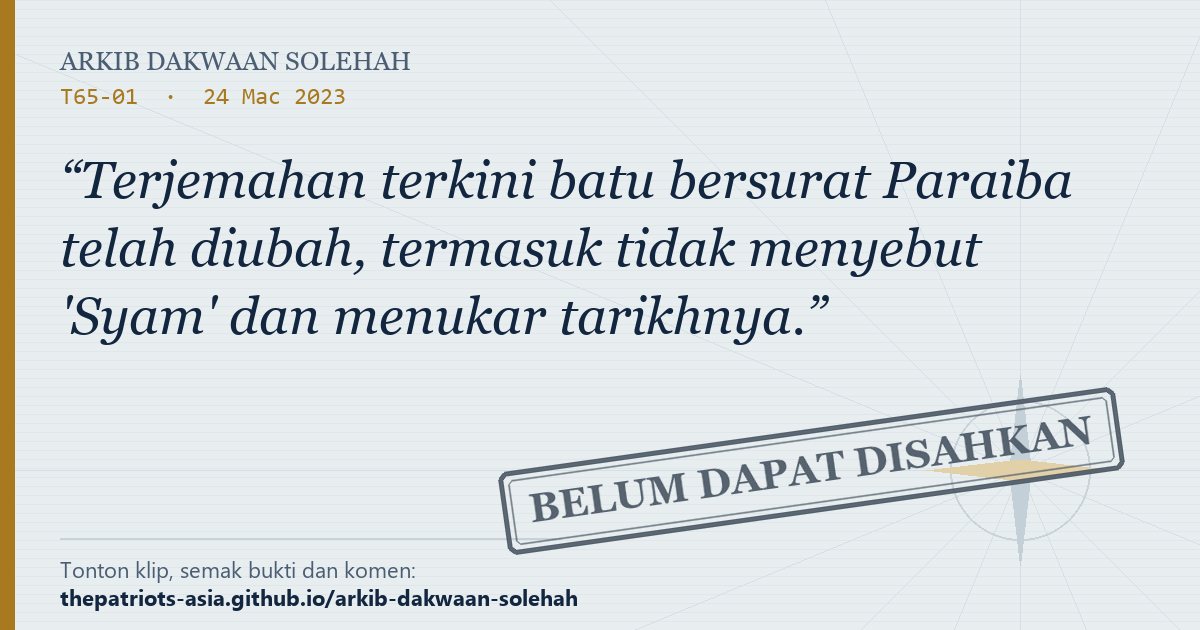 ARKIB DAKWAAN SOLEHAH
T65-01 · 24 Mac 2023
“Terjemahan terkini batu bersurat Paraiba
telah diubah, termasuk tidak menyebut
'Syam' dan menukar tarikhnya.”
BELUM DAPAT DISAHKAN
Tonton klip, semak bukti dan komen:
thepatriots-asia.github.io/arkib-dakwaan-solehah